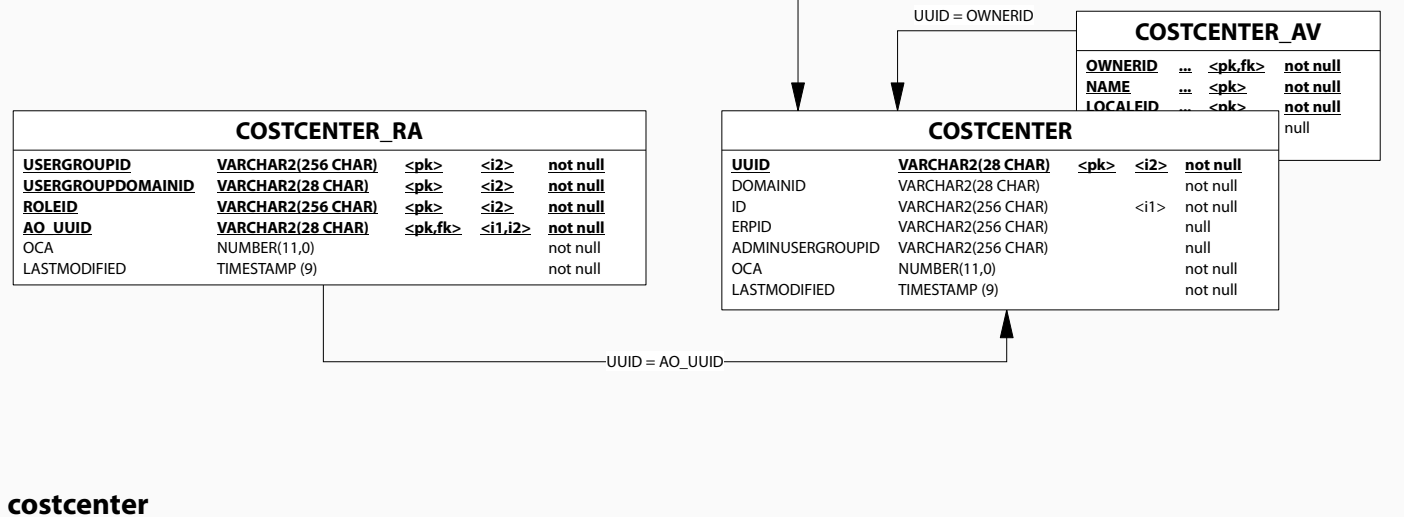 UUID = OWNERID
COSTCENTER_AV
OWNERID ... <pk,fk> not null
NAME ... <pk> not null
LOCALEID ... <pk> not null
null
COSTCENTER_RA
USERGROUPID VARCHAR2(256 CHAR) <pk> <i2> not null
USERGROUPDOMAINID VARCHAR2(28 CHAR) <pk> <i2> not null
ROLEID VARCHAR2(256 CHAR) <pk> <i2> not null
AO_UUID VARCHAR2(28 CHAR) <pk,fk> <i1,i2> not null
OCA NUMBER(11,0) not null
LASTMODIFIED TIMESTAMP (9) not null
COSTCENTER
UUID VARCHAR2(28 CHAR) <pk> <i2> not null
DOMAINID VARCHAR2(28 CHAR) not null
ID VARCHAR2(256 CHAR) <i1> not null
ERPID VARCHAR2(256 CHAR) null
ADMINUSERGROUPID VARCHAR2(256 CHAR) null
OCA NUMBER(11,0) not null
LASTMODIFIED TIMESTAMP (9) not null
UUID = AO_UUID
costcenter